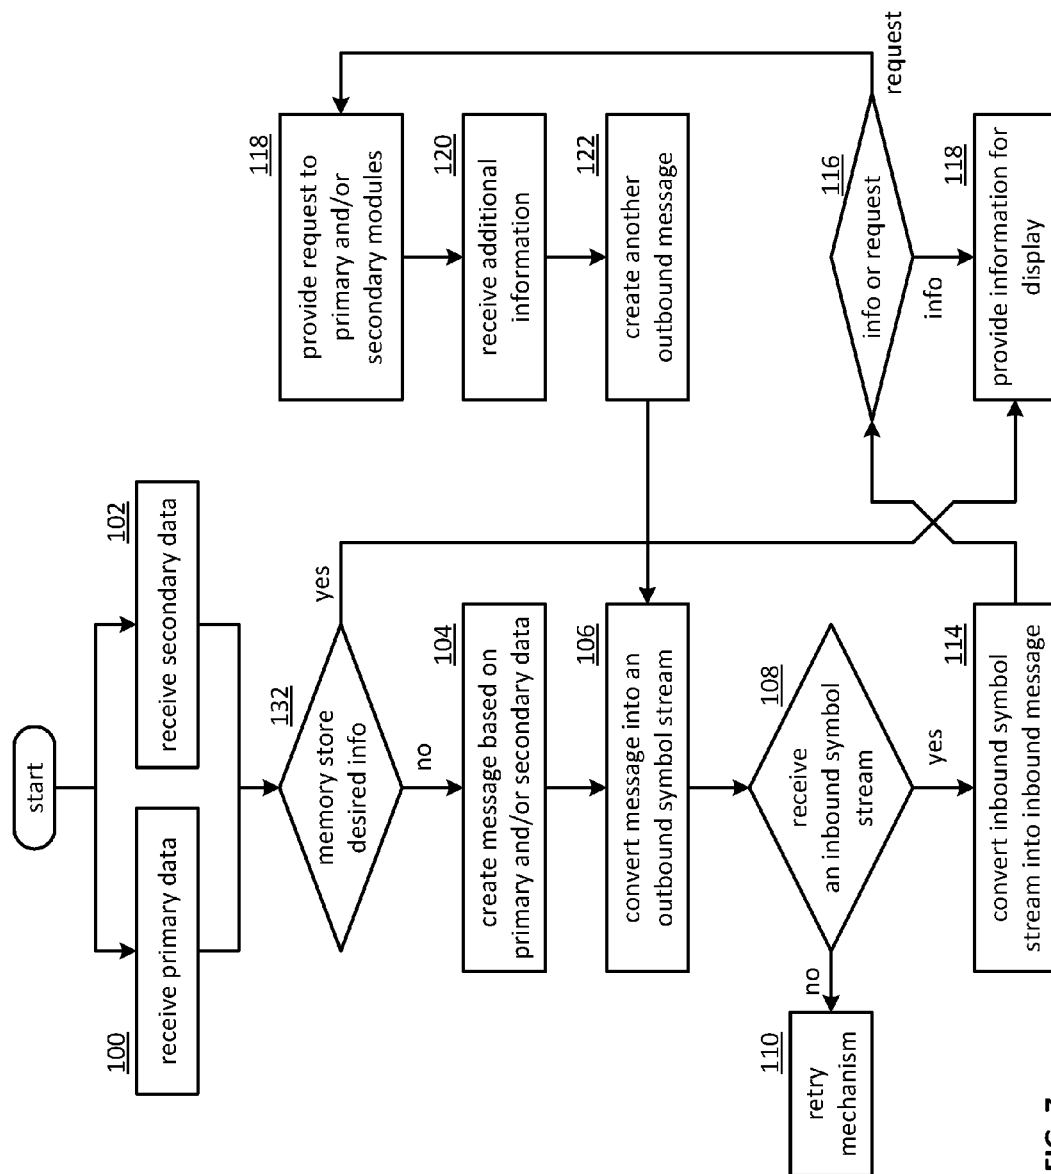 start
100
receive primary data
102
receive secondary data
132
memory store
desired info
yes
no
104
create message based on
primary and/or secondary data
106
convert message into an
outbound symbol stream
108
receive
an inbound symbol
stream
no
yes
110
retry
mechanism
114
convert inbound symbol
stream into inbound message
118
provide request to
primary and/or
secondary modules
120
receive additional
information
122
create another
outbound message
116
info or request
request
info
118
provide information for
display